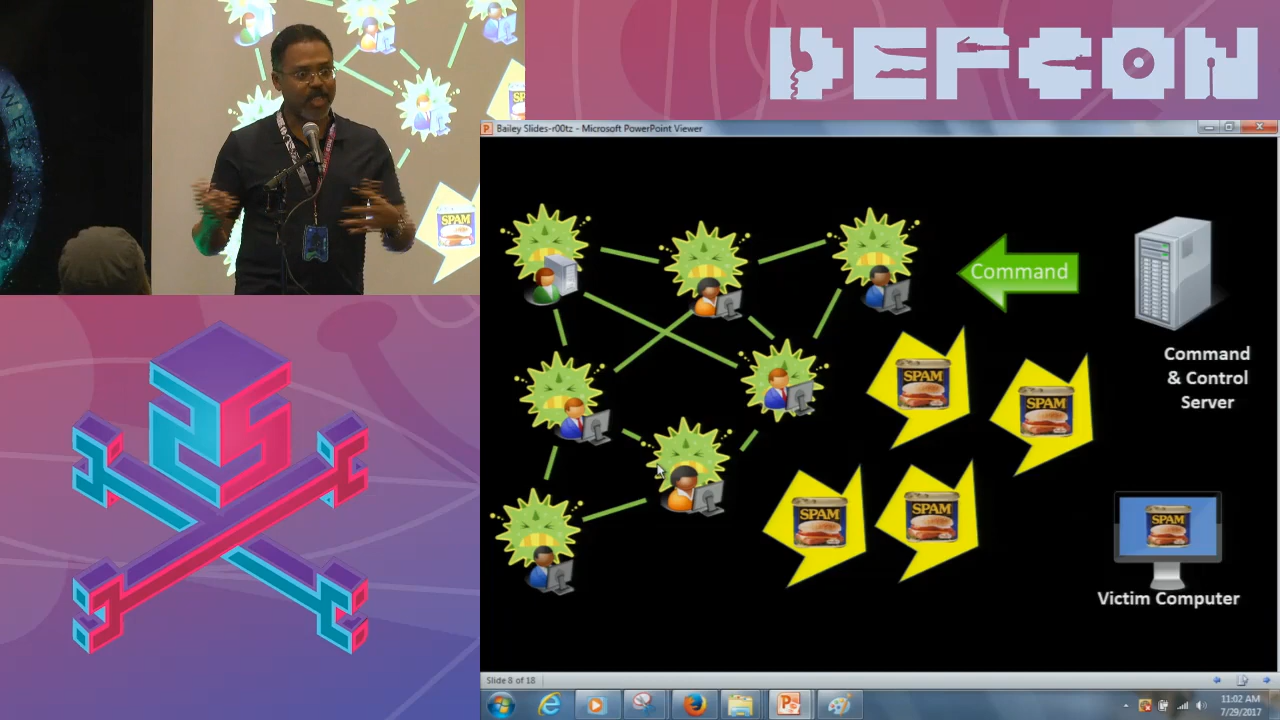 DEFCON
Bailey Slides-r00tz - Microsoft PowerPoint Viewer
Command
Command
& Control
Server
SPAM
SPAM
SPAM
SPAM
SPAM
SPAM
Victim Computer
Slide 8 of 18
11:02 AM
7/29/2017